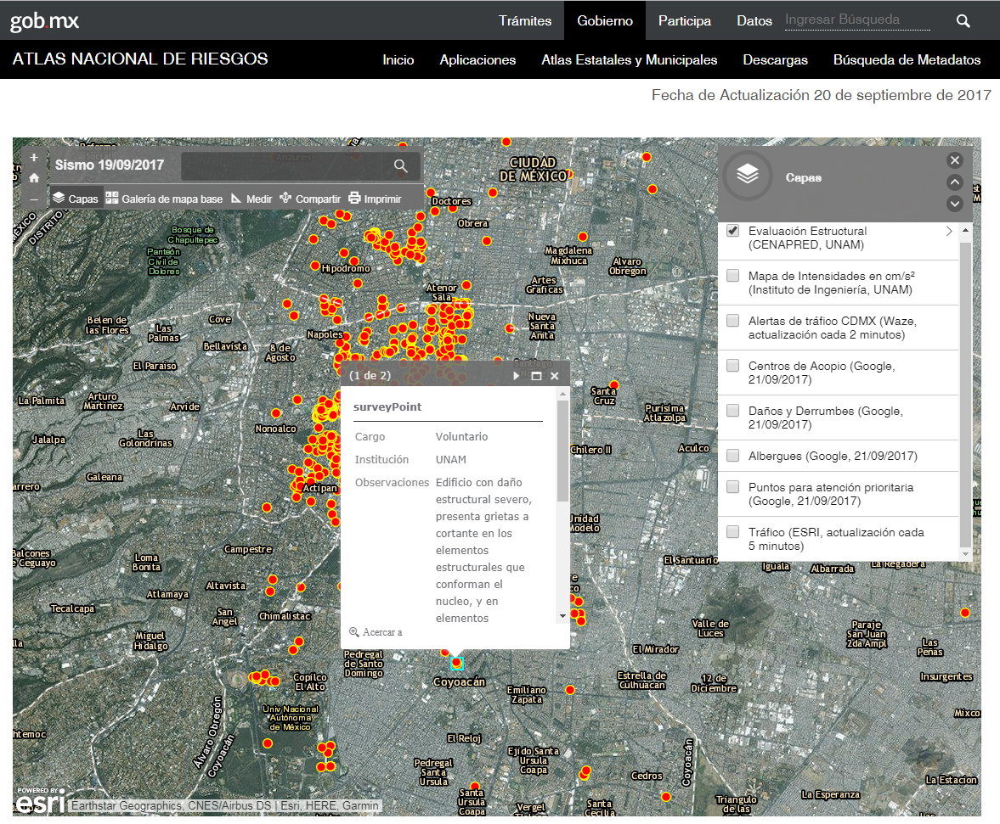 gob.mx
Trámites Gobierno Participa Datos Ingresar Búsqueda
ATLAS NACIONAL DE RIESGOS
Inicio Aplicaciones Atlas Estatales y Municipales Descargas Búsqueda de Metadatos
Fecha de Actualización 20 de septiembre de 2017
+
Sismo 19/09/2017
Capas Galería de mapa base Medir Compartir Imprimir
MÉXICO
DISTRITO
CIUDAD
DE MÉXICO
Doctores
Obrera
Bosque de
Chapultepec
Panteón
Civil de
Dolores
Hipodromo
Magdalena
Mixhuca
Alvaro
Obregon
Artes
Gráficas
Atenor
Sala
Nueva
Santa
Anita
Belen de
las Flores
Las
Palmas
Cove
Bellavista
Napoles
8 de
Agosto
El Paraiso
La Palmita
Arturo
Martinez
Arvide
Jalalpa
Las
Golondrinas
Nonoalco
Galeana
Actipan
Santa
Cruz
Purisima
Atlazolpa
Aculco
Capas
Evaluación Estructural
(CENAPRED, UNAM)
Mapa de Intensidades en cm/s²
(Instituto de Ingeniería, UNAM)
Alertas de tráfico CDMX (Waze,
actualización cada 2 minutos)
Centros de Acopio (Google,
21/09/2017)
Daños y Derrumbes (Google,
21/09/2017)
Albergues (Google, 21/09/2017)
Puntos para atención prioritaria
(Google, 21/09/2017)
Tráfico (ESRI, actualización cada
5 minutos)
(1 de 2)
surveyPoint
Cargo Voluntario
Institución UNAM
Observaciones Edificio con daño
estructural severo,
presenta grietas a
cortante en los
elementos
estructurales que
conforman el
nucleo, y en
elementos
Acercar a
Campestre
Loma
Bonita
Altavista
Atlamaya
Tecalcapa
San
Angel
Chimalistac
Miguel
Hidalgo
El Santuario
Iguala
Albarrada
La Regadera
Valle de
Luces
Paraje
San Juan
2da Ampl
Las
Peñas
El Mirador
Pedregal
de Santo
Domingo
Coyoacán
Copilco
El Alto
Emiliano
Zapata
Estrella de
Culhuacan
12 de
Diciembre
Insurgentes
Univ Nacional
Autónoma
de México
Álvaro Obregón
Coyoacán
El Reloj
Ejido Santa
Ursula
Coapa
Pedregal
Santa
Ursula
Cedros
Coyoacán
La Estacion
La Esperanza
Santa
Ursula
Coapa
Vergel
Santa
Cecilia
Triangulo
de las
POWERED BY
esri
Earthstar Geographics, CNES/Airbus DS | Esri, HERE, Garmin